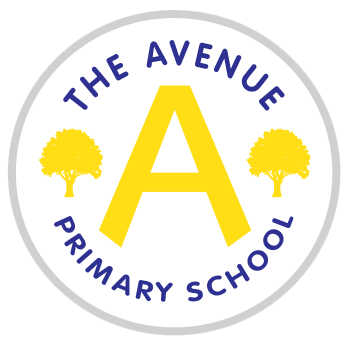 THE AVENUE
A
PRIMARY SCHOOL